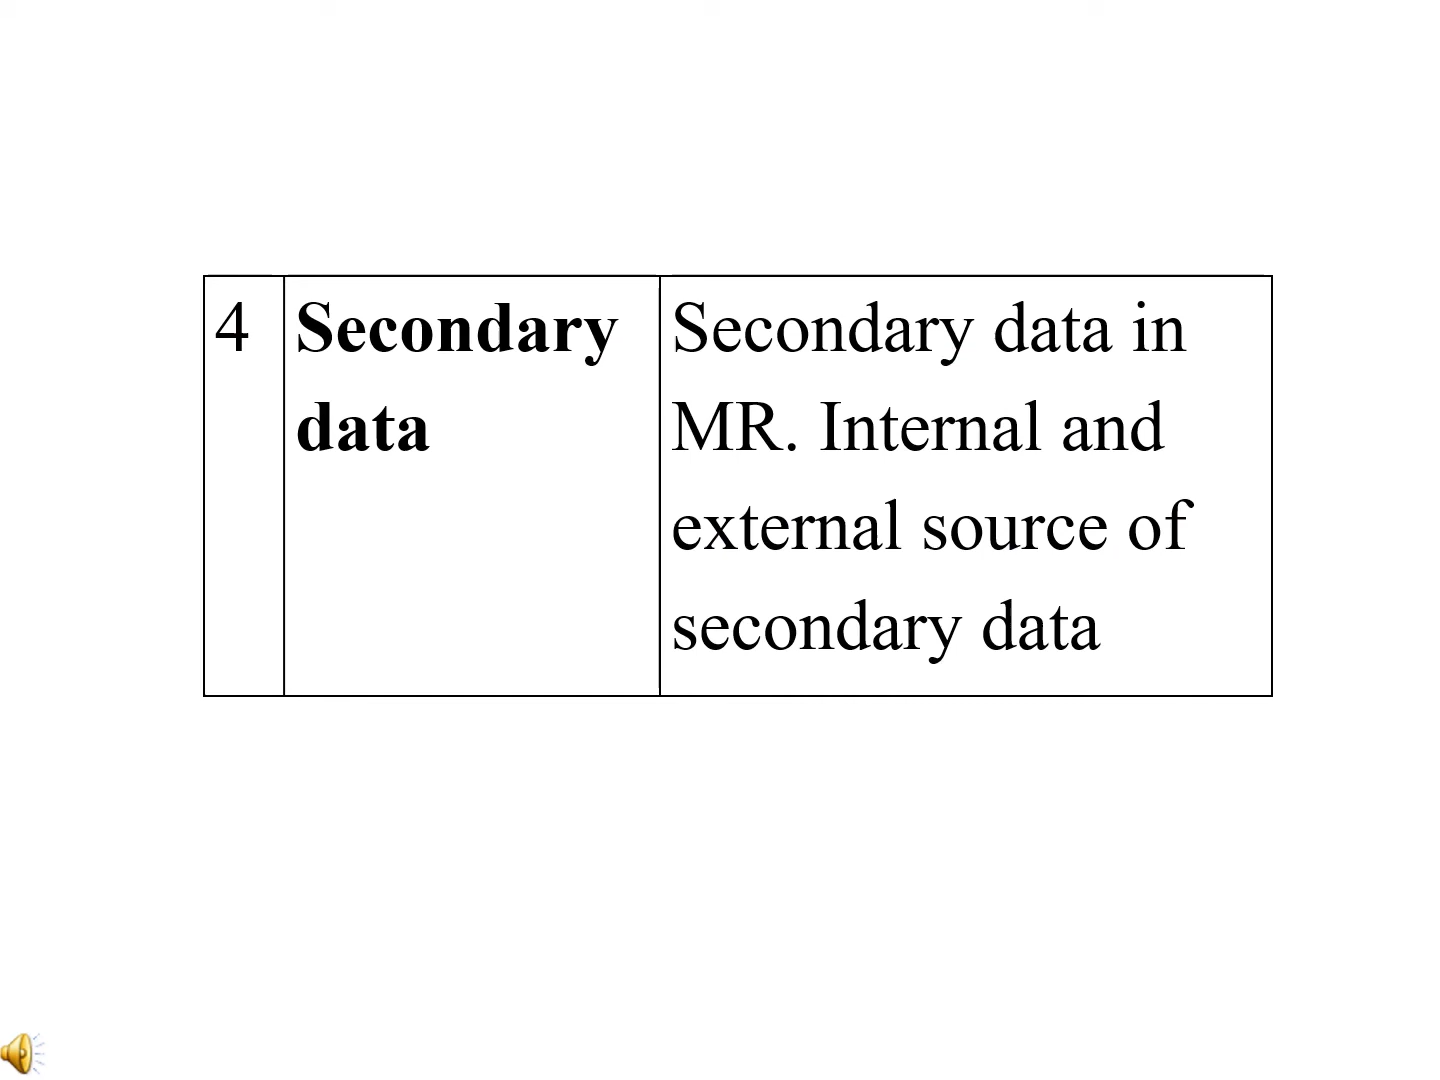 4
Secondary
data
Secondary data in
MR. Internal and
external source of
secondary data